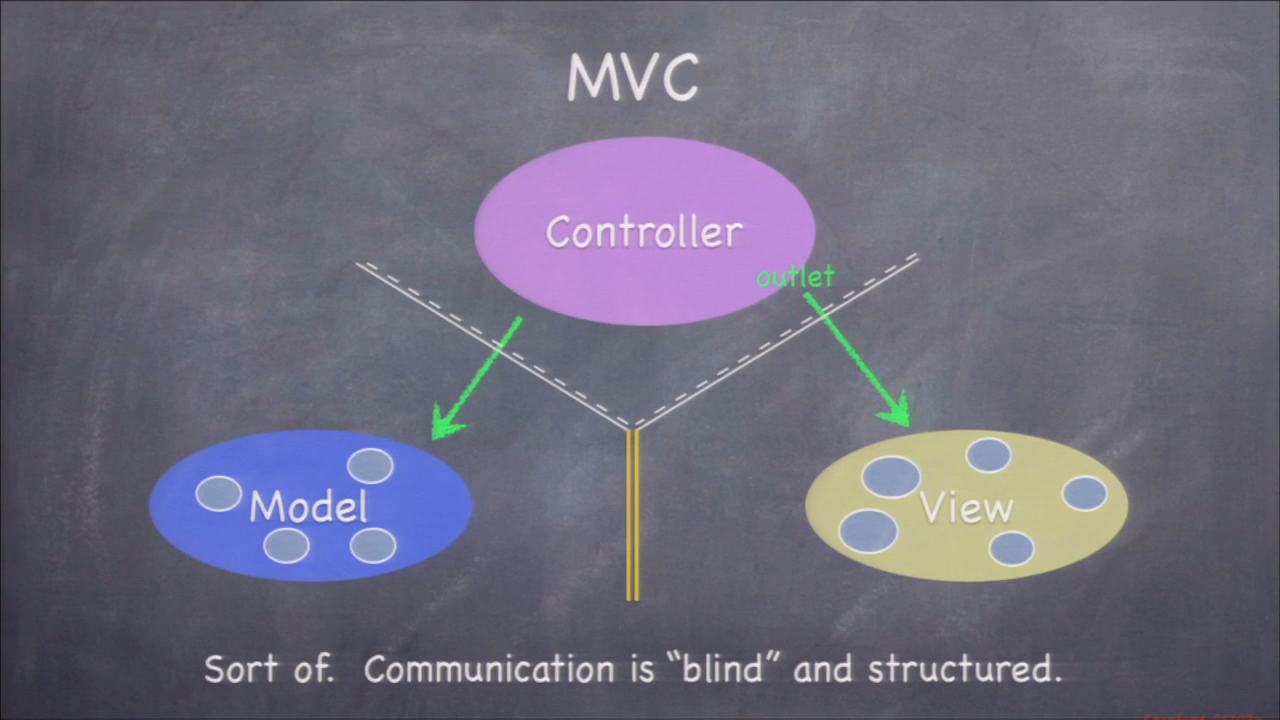 MVC
Controller
outlet
Model
View
Sort of. Communication is “blind” and structured.